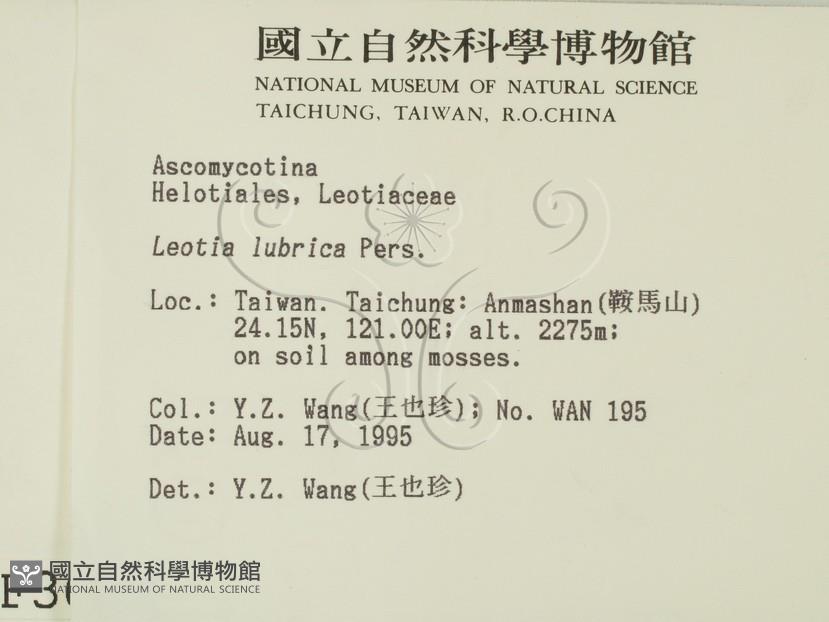 國立自然科學博物館
NATIONAL MUSEUM OF NATURAL SCIENCE
TAICHUNG, TAIWAN, R.O.CHINA
Ascomycotina
Helotiales, Leotiaceae
Leotia lubrica Pers.
Loc.: Taiwan. Taichung: Anmashan(鞍馬山)
24.15N, 121.00E; alt. 2275m;
on soil among mosses.
Col.: Y.Z. Wang(王也珍); No. WAN 195
Date: Aug. 17, 1995
Det.: Y.Z. Wang(王也珍)
國立自然科學博物館
NATIONAL MUSEUM OF NATURAL SCIENCE